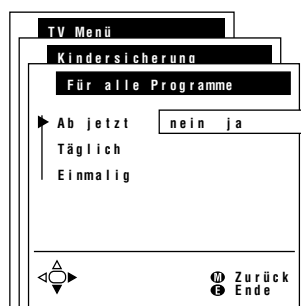 TV Menü
Kindersicherung
Für alle Programme
Ab jetzt nein ja
Täglich
Einmalig
M Zurück
E Ende